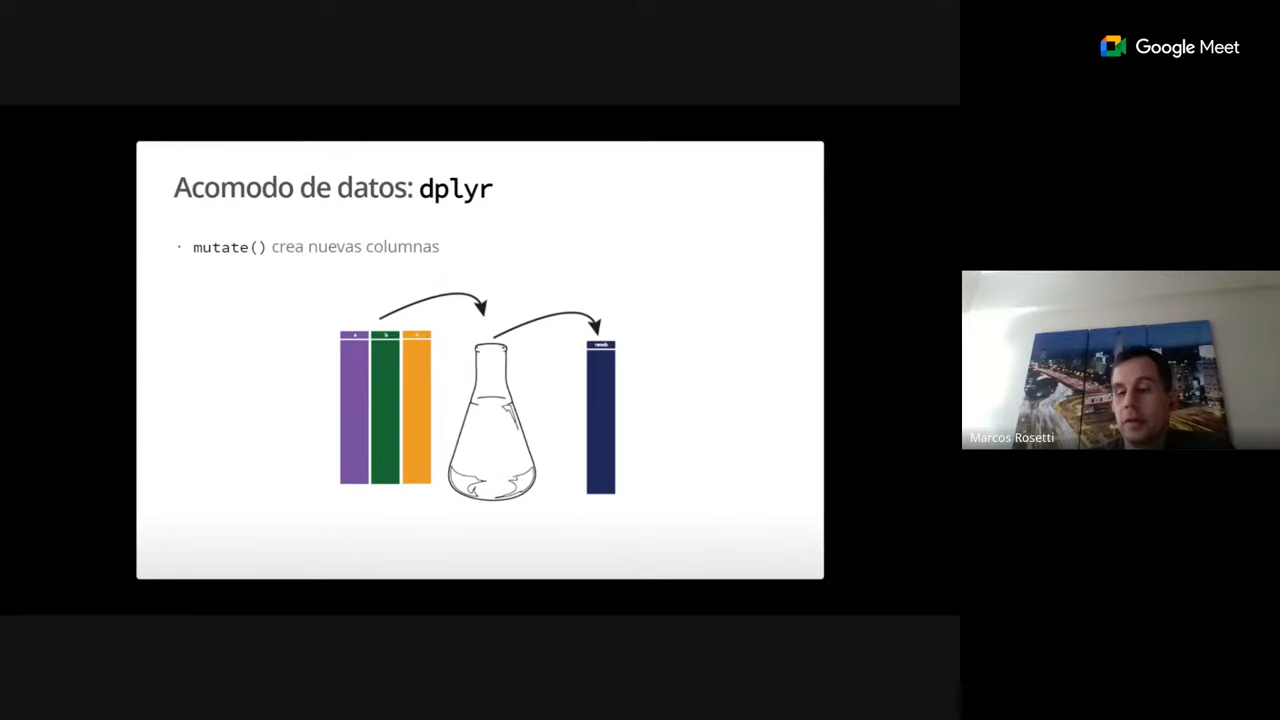 Google Meet
Acomodo de datos: dplyr
· mutate() crea nuevas columnas
a b c
Marcos Rosetti